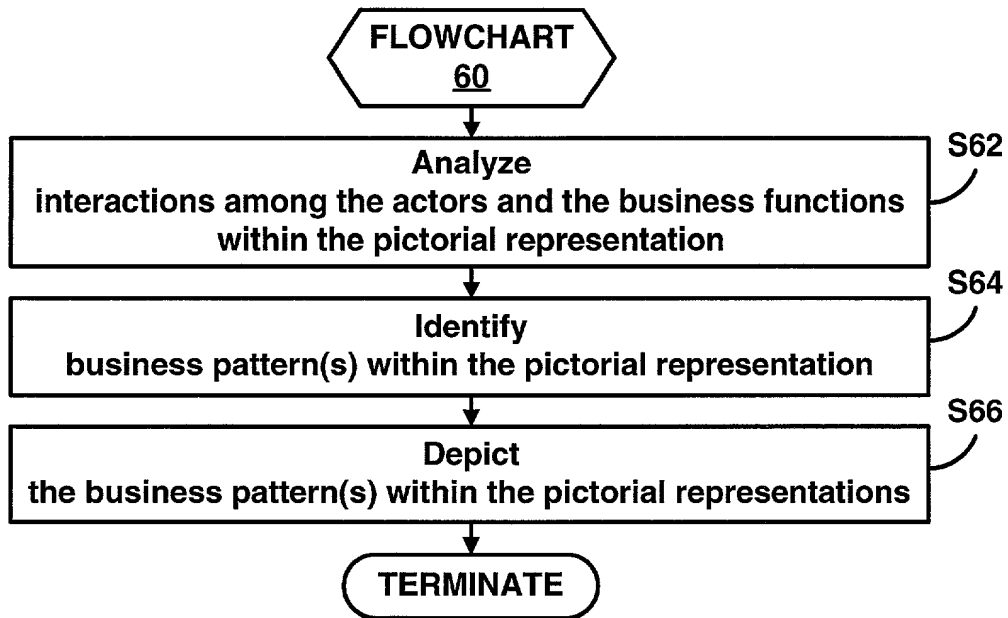 FLOWCHART
60
S62
Analyze
interactions among the actors and the business functions
within the pictorial representation
S64
Identify
business pattern(s) within the pictorial representation
S66
Depict
the business pattern(s) within the pictorial representations
TERMINATE